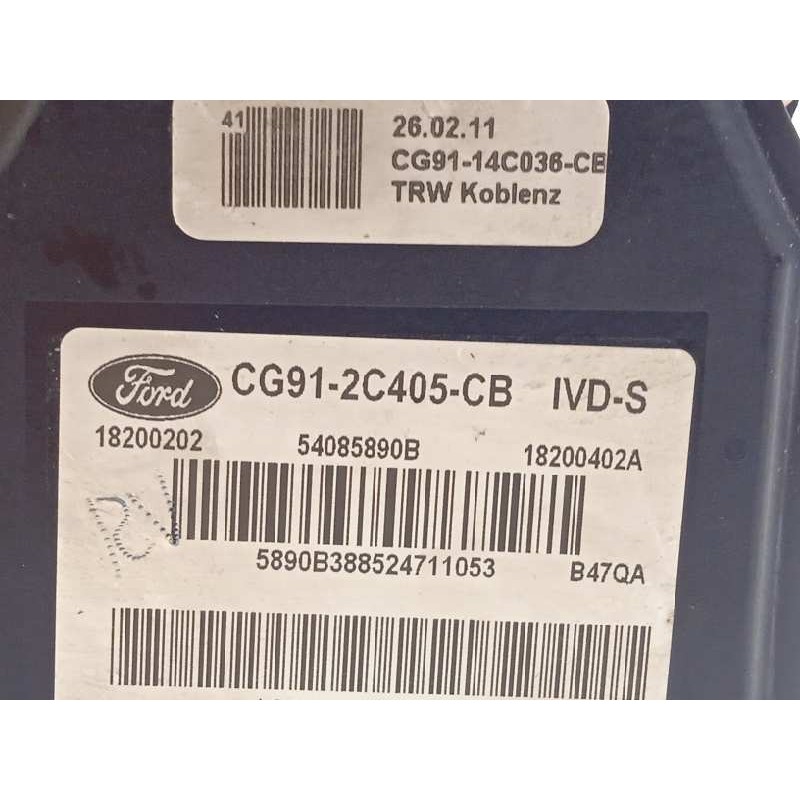 41
26.02.11
CG91-14C036-CB
TRW Koblenz
Ford CG91-2C405-CB IVD-S
18200202 54085890B 18200402A
5890B388524711053 B47QA